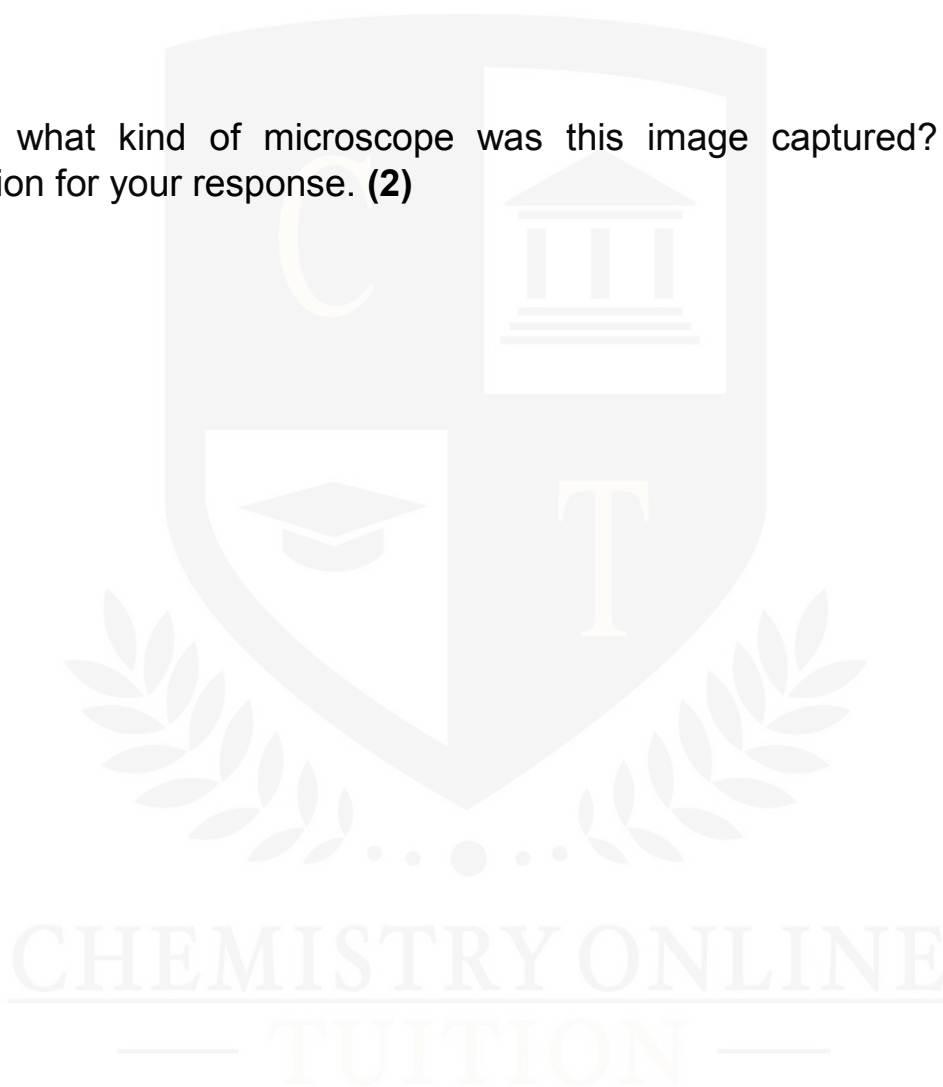 what kind of microscope was this image captured?
ion for your response. (2)
C
T
CHEMISTRY ONLINE
TUITION